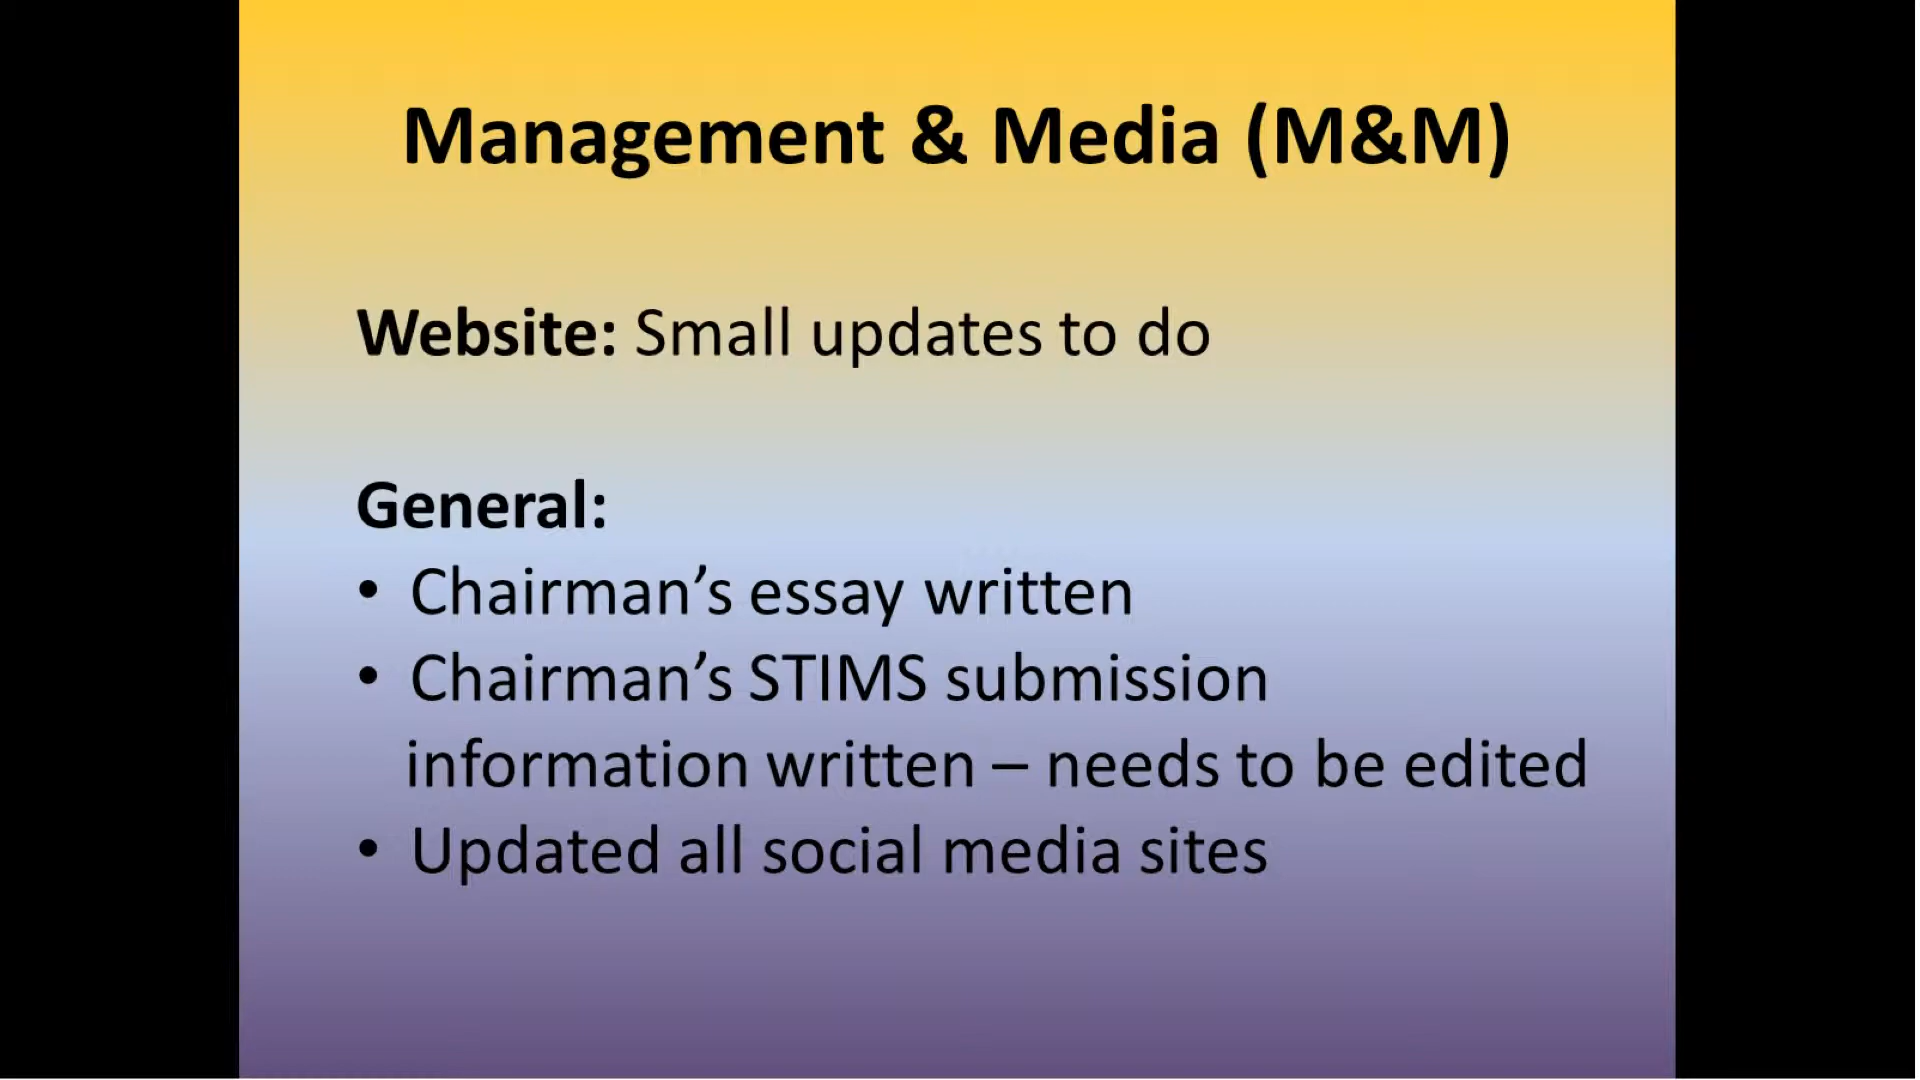 Management & Media (M&M)
Website: Small updates to do
General:
• Chairman’s essay written
• Chairman’s STIMS submission
information written – needs to be edited
• Updated all social media sites